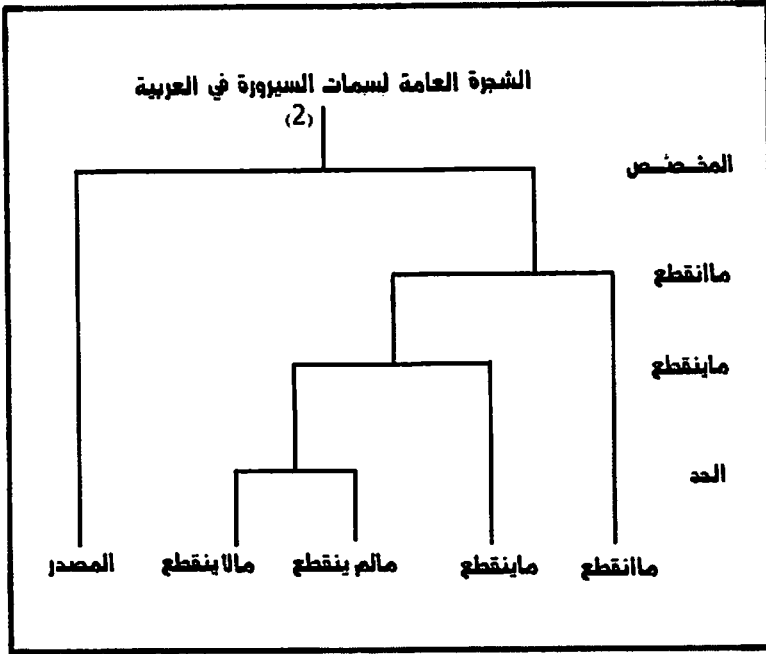 الشجرة العامة لسمات السيرورة في العربية
(2)
المخصص
ماانقطع
ماينقطع
الحد
ماانقطع ماينقطع مالم ينقطع مالاينقطع المصدر